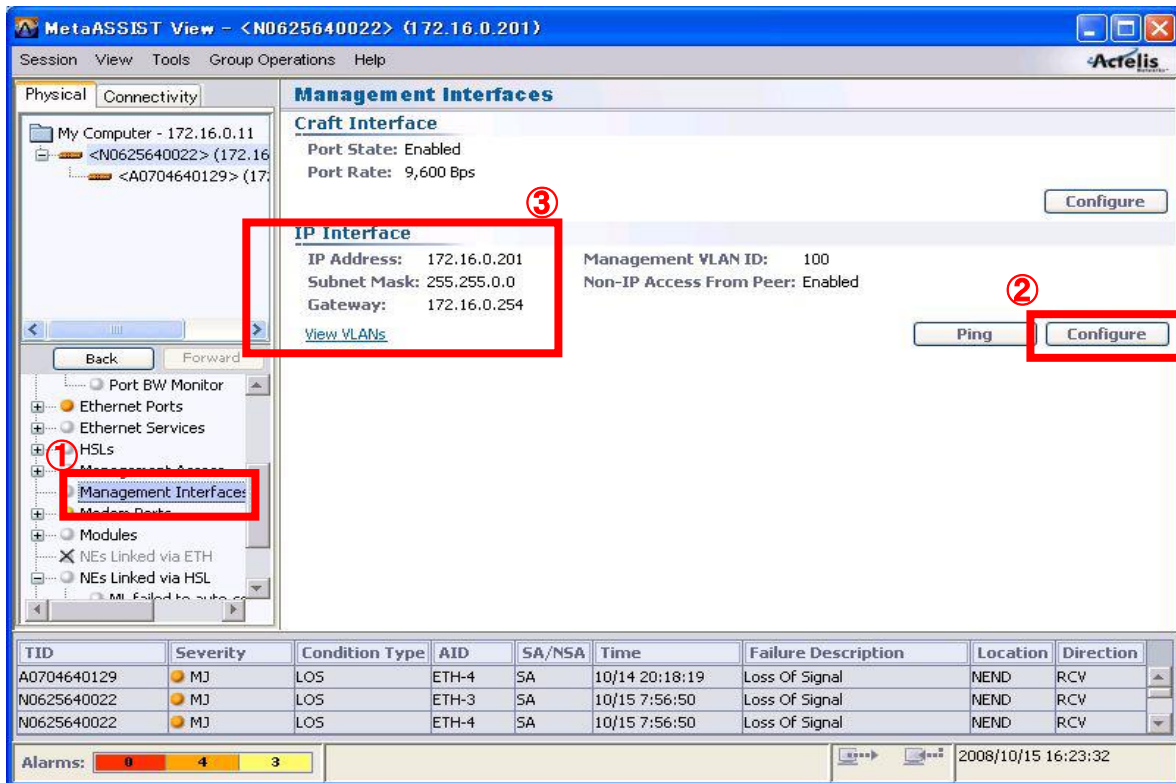 MetaASSIST View - <N0625640022> (172.16.0.201)
Session View Tools Group Operations Help
Actelis
Physical Connectivity
My Computer - 172.16.0.11
<N0625640022> (172.16
<A0704640129> (17:
Back Forward
Port BW Monitor
Ethernet Ports
Ethernet Services
HSLs
①
Management Access
Management Interfaces
Modem Ports
Modules
NEs Linked via ETH
NEs Linked via HSL
ML failed to auto
Management Interfaces
Craft Interface
Port State: Enabled
Port Rate: 9,600 Bps
Configure
③
IP Interface
IP Address: 172.16.0.201 Management VLAN ID: 100
Subnet Mask: 255.255.0.0 Non-IP Access From Peer: Enabled
Gateway: 172.16.0.254
②
View VLANs
Ping Configure
TID Severity Condition Type AID SA/NSA Time Failure Description Location Direction
A0704640129 MJ LOS ETH-4 SA 10/14 20:18:19 Loss Of Signal NEND RCV
N0625640022 MJ LOS ETH-3 SA 10/15 7:56:50 Loss Of Signal NEND RCV
N0625640022 MJ LOS ETH-4 SA 10/15 7:56:50 Loss Of Signal NEND RCV
Alarms: 0 4 3
2008/10/15 16:23:32